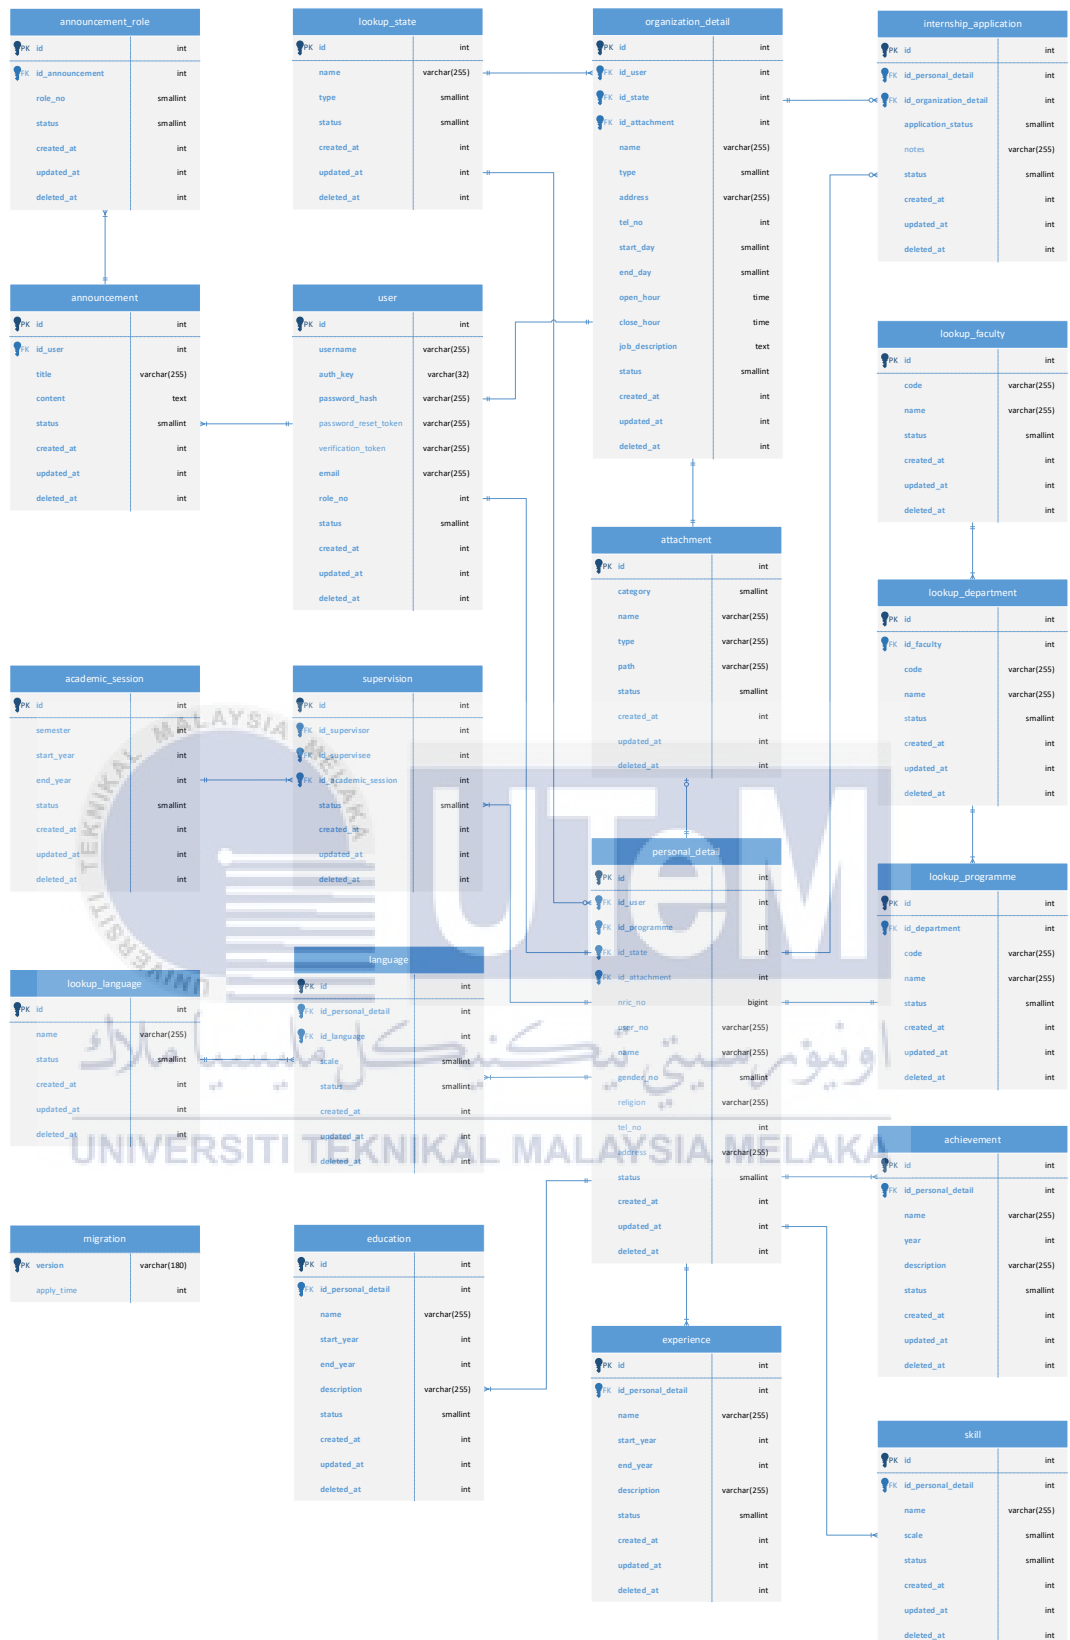 announcement_role
PK id int
FK id_announcement int
role_no smallint
status smallint
created_at int
updated_at int
deleted_at int
lookup_state
PK id int
name varchar(255)
type smallint
status smallint
created_at int
updated_at int
deleted_at int
organization_detail
PK id int
FK id_user int
FK id_state int
FK id_attachment int
name varchar(255)
type smallint
address varchar(255)
tel_no int
start_day smallint
end_day smallint
open_hour time
close_hour time
job_description text
status smallint
created_at int
updated_at int
deleted_at int
internship_application
PK id int
FK id_personal_detail int
FK id_organization_detail int
application_status smallint
notes varchar(255)
status smallint
created_at int
updated_at int
deleted_at int
announcement
PK id int
FK id_user int
title varchar(255)
content text
status smallint
created_at int
updated_at int
deleted_at int
user
PK id int
username varchar(255)
auth_key varchar(32)
password_hash varchar(255)
password_reset_token varchar(255)
verification_token varchar(255)
email varchar(255)
role_no int
status smallint
created_at int
updated_at int
deleted_at int
lookup_faculty
PK id int
code varchar(255)
name varchar(255)
status smallint
created_at int
updated_at int
deleted_at int
attachment
PK id int
category smallint
name varchar(255)
type varchar(255)
path varchar(255)
status smallint
created_at int
updated_at int
deleted_at int
lookup_department
PK id int
FK id_faculty int
code varchar(255)
name varchar(255)
status smallint
created_at int
updated_at int
deleted_at int
academic_session
PK id int
semester int
start_year int
end_year int
status smallint
created_at int
updated_at int
deleted_at int
supervision
PK id int
FK id_supervisor int
FK id_supervisee int
FK id_academic_session int
status smallint
created_at int
updated_at int
deleted_at int
personal_detail
PK id int
FK id_user int
FK id_programme int
FK id_state int
FK id_attachment int
nric_no bigint
user_no varchar(255)
name varchar(255)
gender_no smallint
religion varchar(255)
tel_no int
address varchar(255)
status smallint
created_at int
updated_at int
deleted_at int
lookup_programme
PK id int
FK id_department int
code varchar(255)
name varchar(255)
status smallint
created_at int
updated_at int
deleted_at int
lookup_language
PK id int
name varchar(255)
status smallint
created_at int
updated_at int
deleted_at int
language
PK id int
FK id_personal_detail int
FK id_language int
scale smallint
status smallint
created_at int
updated_at int
deleted_at int
achievement
PK id int
FK id_personal_detail int
name varchar(255)
year int
description varchar(255)
status smallint
created_at int
updated_at int
deleted_at int
migration
PK version varchar(180)
apply_time int
education
PK id int
FK id_personal_detail int
name varchar(255)
start_year int
end_year int
description varchar(255)
status smallint
created_at int
updated_at int
deleted_at int
experience
PK id int
FK id_personal_detail int
name varchar(255)
start_year int
end_year int
description varchar(255)
status smallint
created_at int
updated_at int
deleted_at int
skill
PK id int
FK id_personal_detail int
name varchar(255)
scale smallint
status smallint
created_at int
updated_at int
deleted_at int
UNIVERSITI TEKNIKAL MALAYSIA MELAKA
UTeM
اونيورسيتي تيكنيكل مليسيا ملاك
UNIVERSITI TEKNIKAL MALAYSIA MELAKA